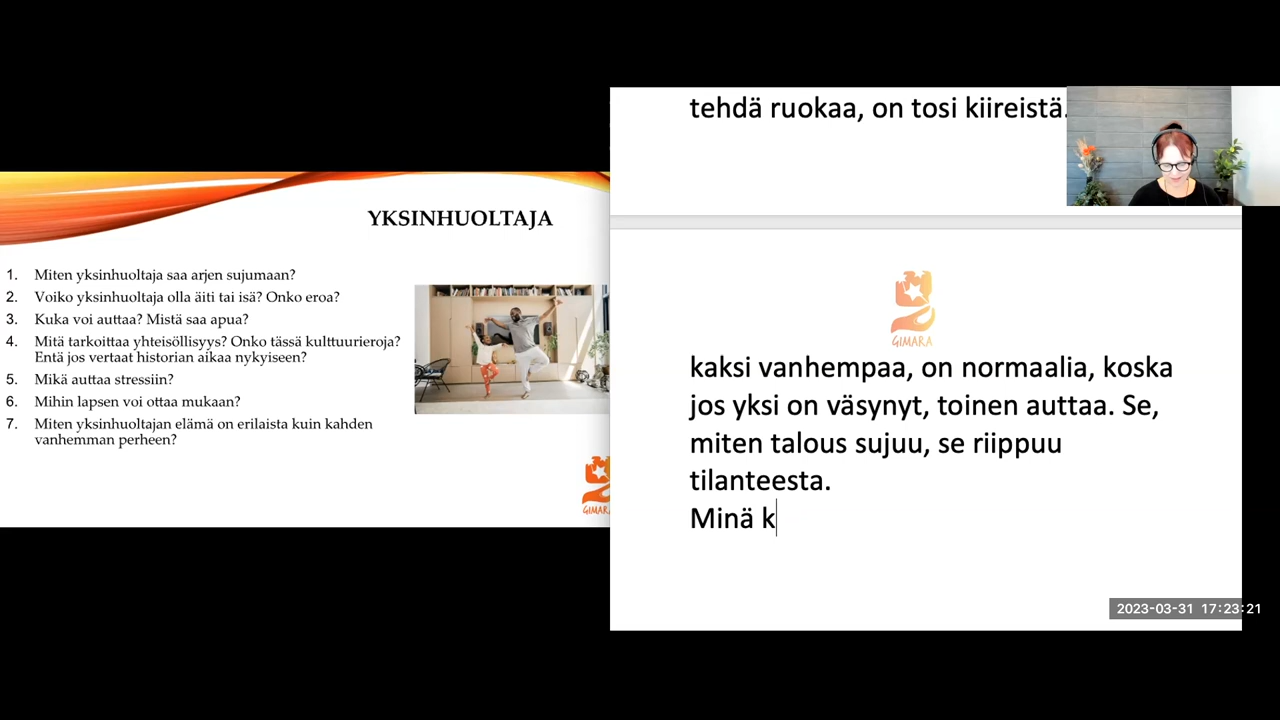 YKSINHUOLTAJA
1. Miten yksinhuoltaja saa arjen sujumaan?
2. Voiko yksinhuoltaja olla äiti tai isä? Onko eroa?
3. Kuka voi auttaa? Mistä saa apua?
4. Mitä tarkoittaa yhteisöllisyys? Onko tässä kulttuurieroja?
Entä jos vertaat historian aikaa nykyiseen?
5. Mikä auttaa stressiin?
6. Mihin lapsen voi ottaa mukaan?
7. Miten yksinhuoltajan elämä on erilaista kuin kahden
vanhemman perheen?
GIMARA
tehdä ruokaa, on tosi kiireistä.
GIMARA
kaksi vanhempaa, on normaalia, koska
jos yksi on väsynyt, toinen auttaa. Se,
miten talous sujuu, se riippuu
tilanteesta.
Minä k
2023-03-31 17:23:21